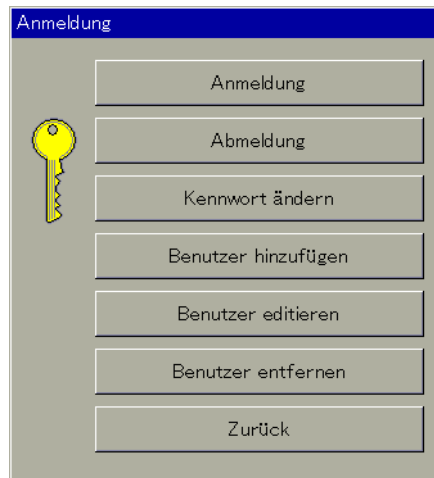 Anmeldung
Anmeldung
Abmeldung
Kennwort ändern
Benutzer hinzufügen
Benutzer editieren
Benutzer entfernen
Zurück